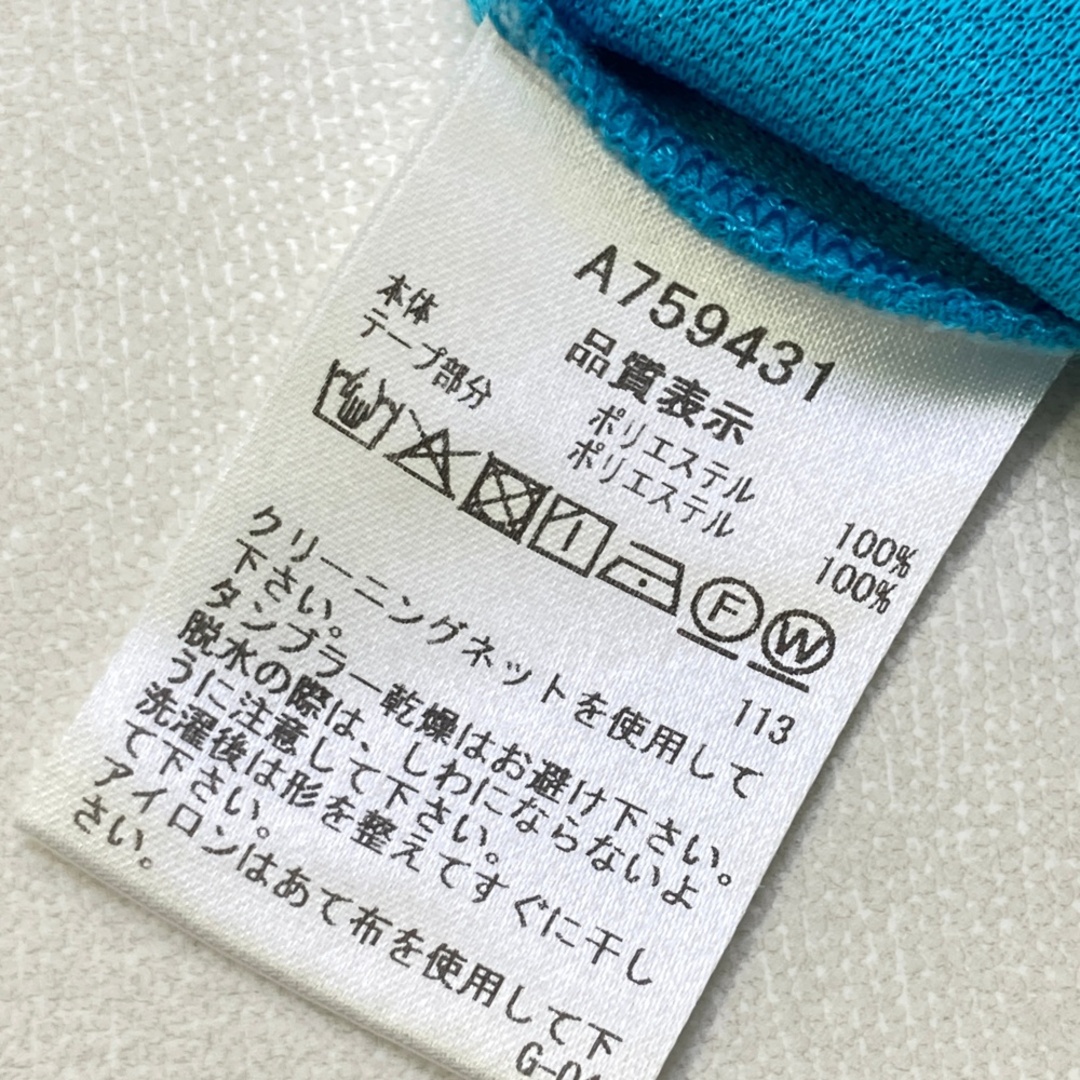 A759431
品質表示
本体 ポリエステル 100%
テープ部分 ポリエステル 100%
F W
113
クリーニングネットを使用して
下さい。
タンブラー乾燥はお避け下さい。
脱水の際は、しわにならないよ
うに注意して下さい。
洗濯後は形を整えてすぐに干し
て下さい。
アイロンはあて布を使用して下
さい。